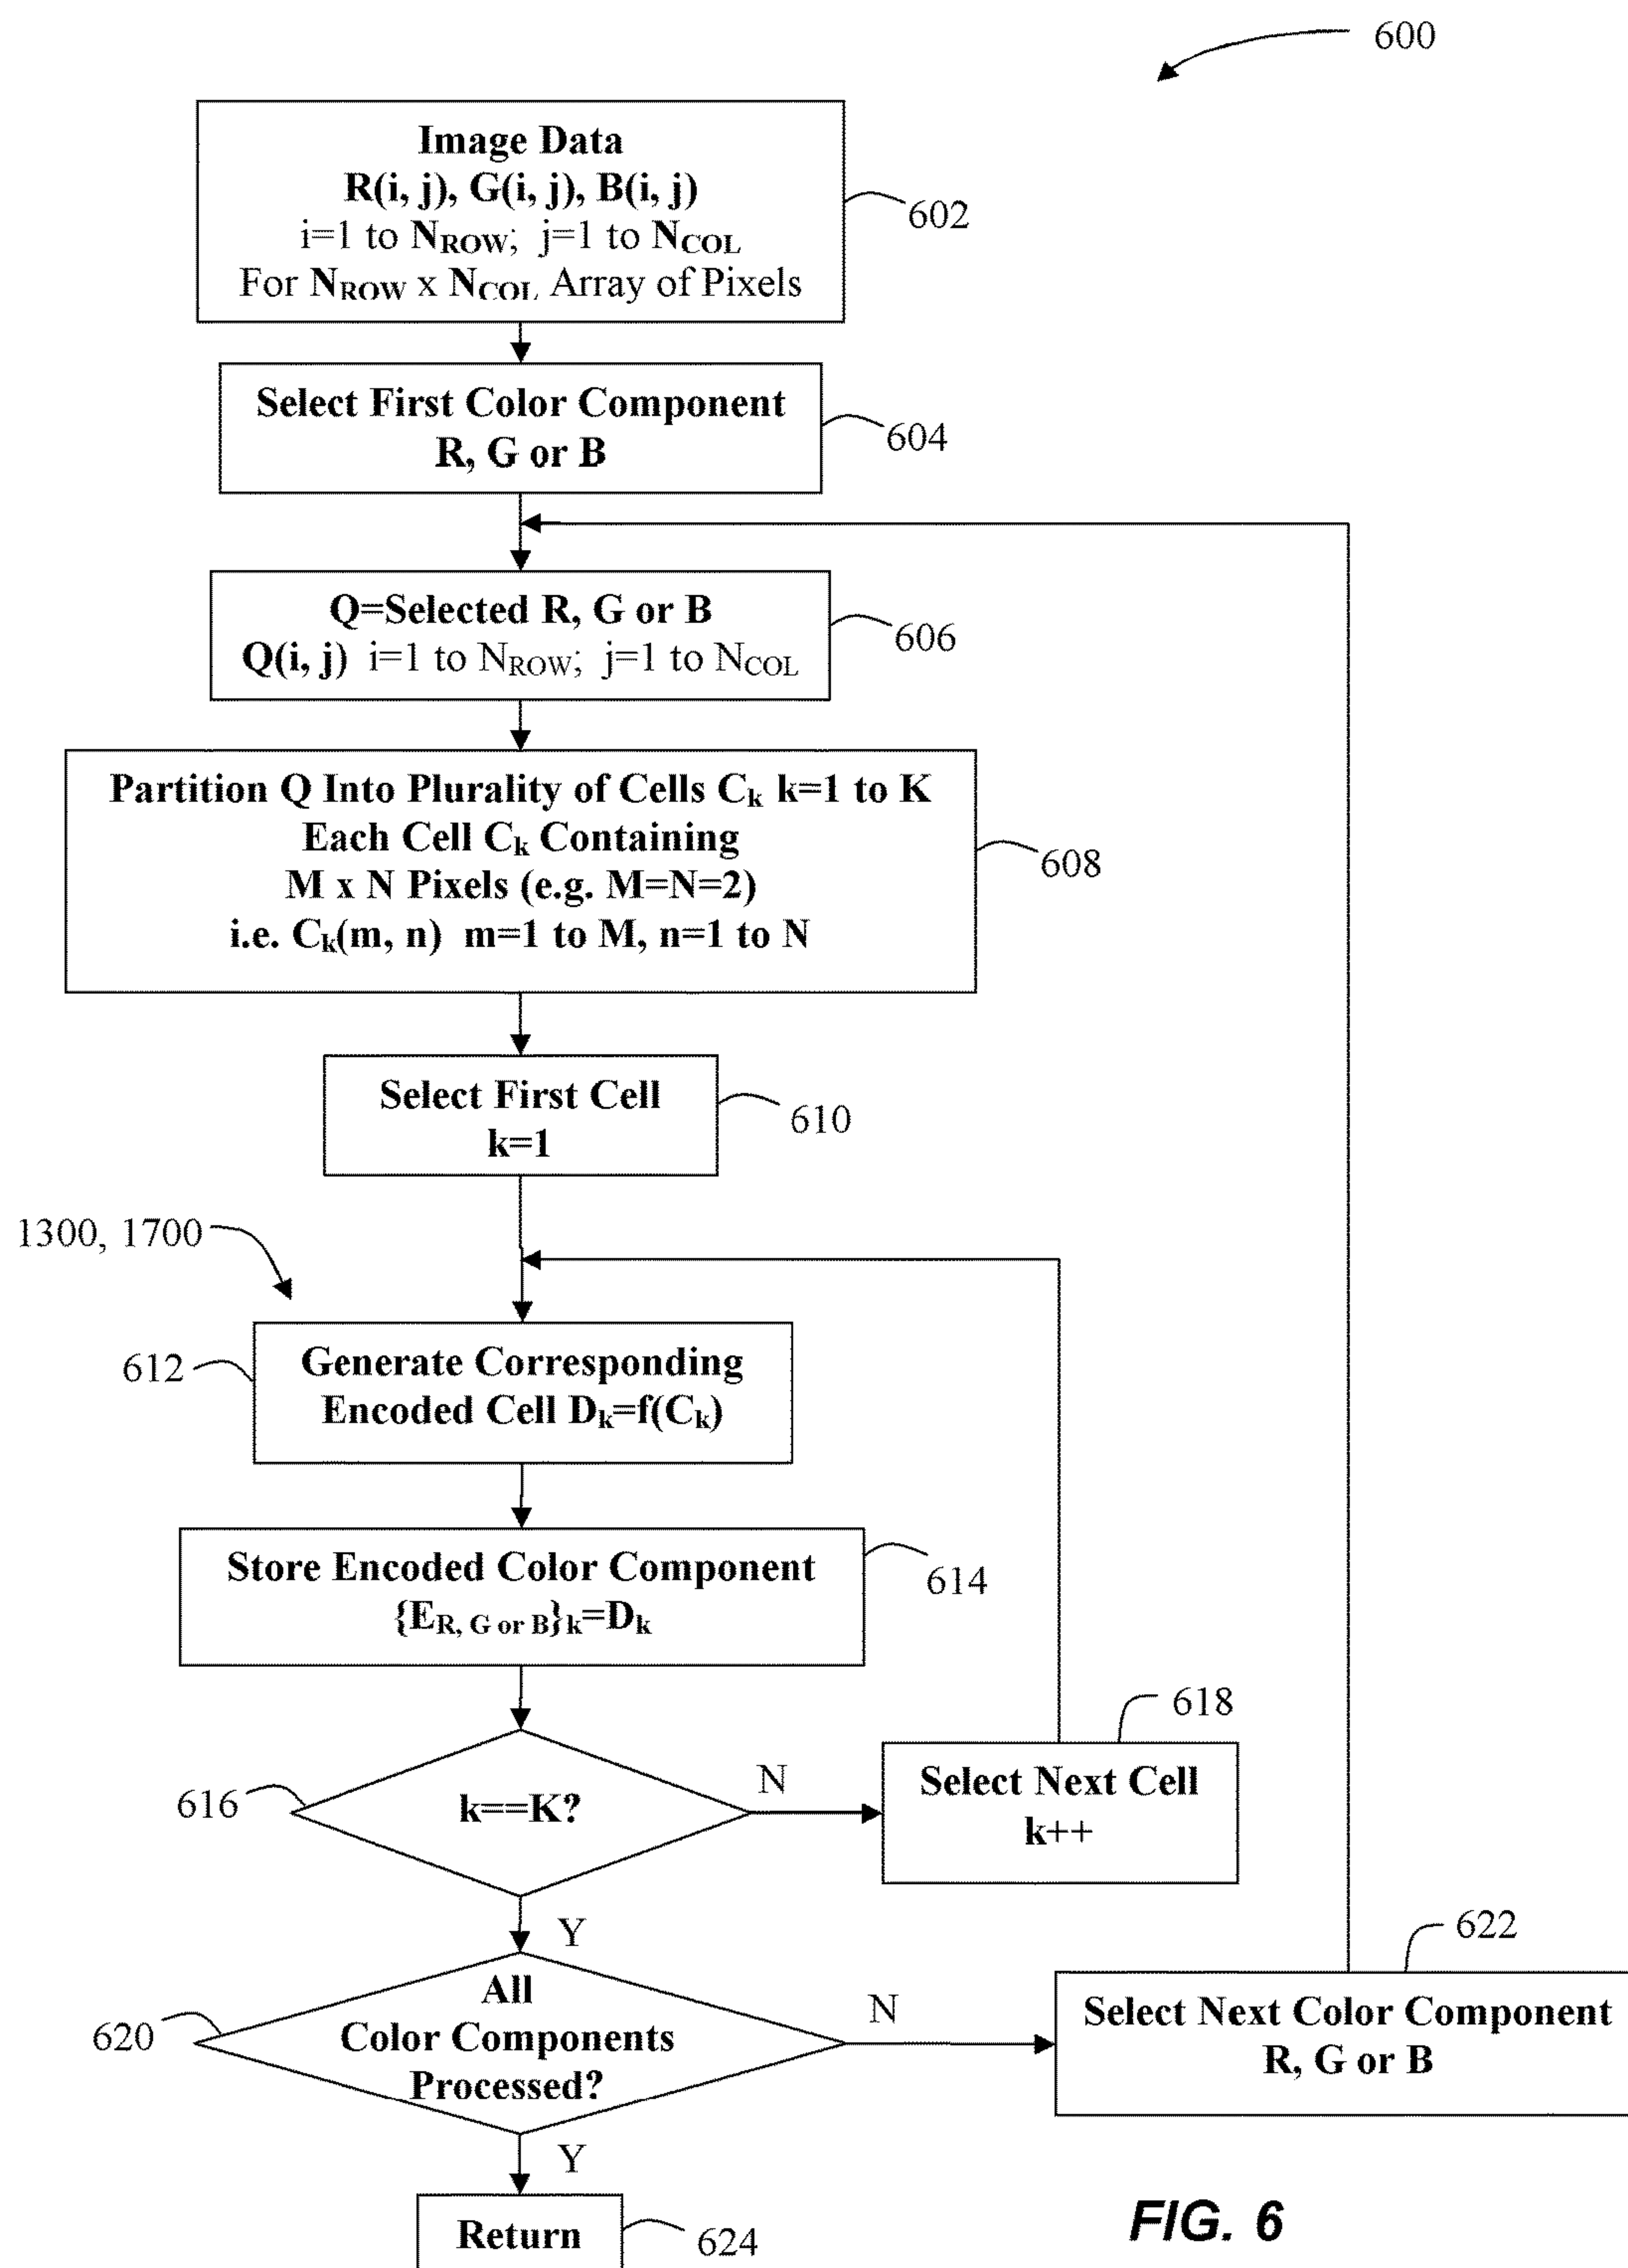 600
Image Data
R(i, j), G(i, j), B(i, j)
i=1 to NROW; j=1 to NCOL
For NROW x NCOL Array of Pixels
602
Select First Color Component
R, G or B
604
Q=Selected R, G or B
Q(i, j) i=1 to NROW; j=1 to NCOL
606
Partition Q Into Plurality of Cells Ck k=1 to K
Each Cell Ck Containing
M x N Pixels (e.g. M=N=2)
i.e. Ck(m, n) m=1 to M, n=1 to N
608
Select First Cell
k=1
610
1300, 1700
612
Generate Corresponding
Encoded Cell Dk=f(Ck)
Store Encoded Color Component
{ER, G or B}k=Dk
614
616
k==K?
N
618
Select Next Cell
k++
Y
620
All
Color Components
Processed?
N
622
Select Next Color Component
R, G or B
Y
Return
624
FIG. 6